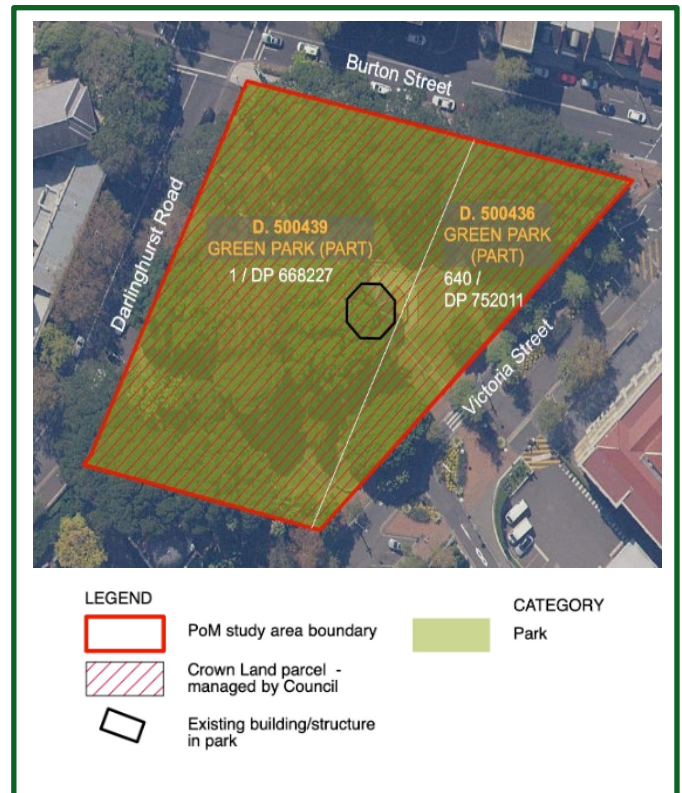 Burton Street
Darlinghurst Road
D. 500439
GREEN PARK (PART)
1 / DP 668227
D. 500436
GREEN PARK
(PART)
640 /
DP 752011
Victoria Street
LEGEND
PoM study area boundary
Crown Land parcel  -
managed by Council
Existing building/structure
in park
CATEGORY
Park